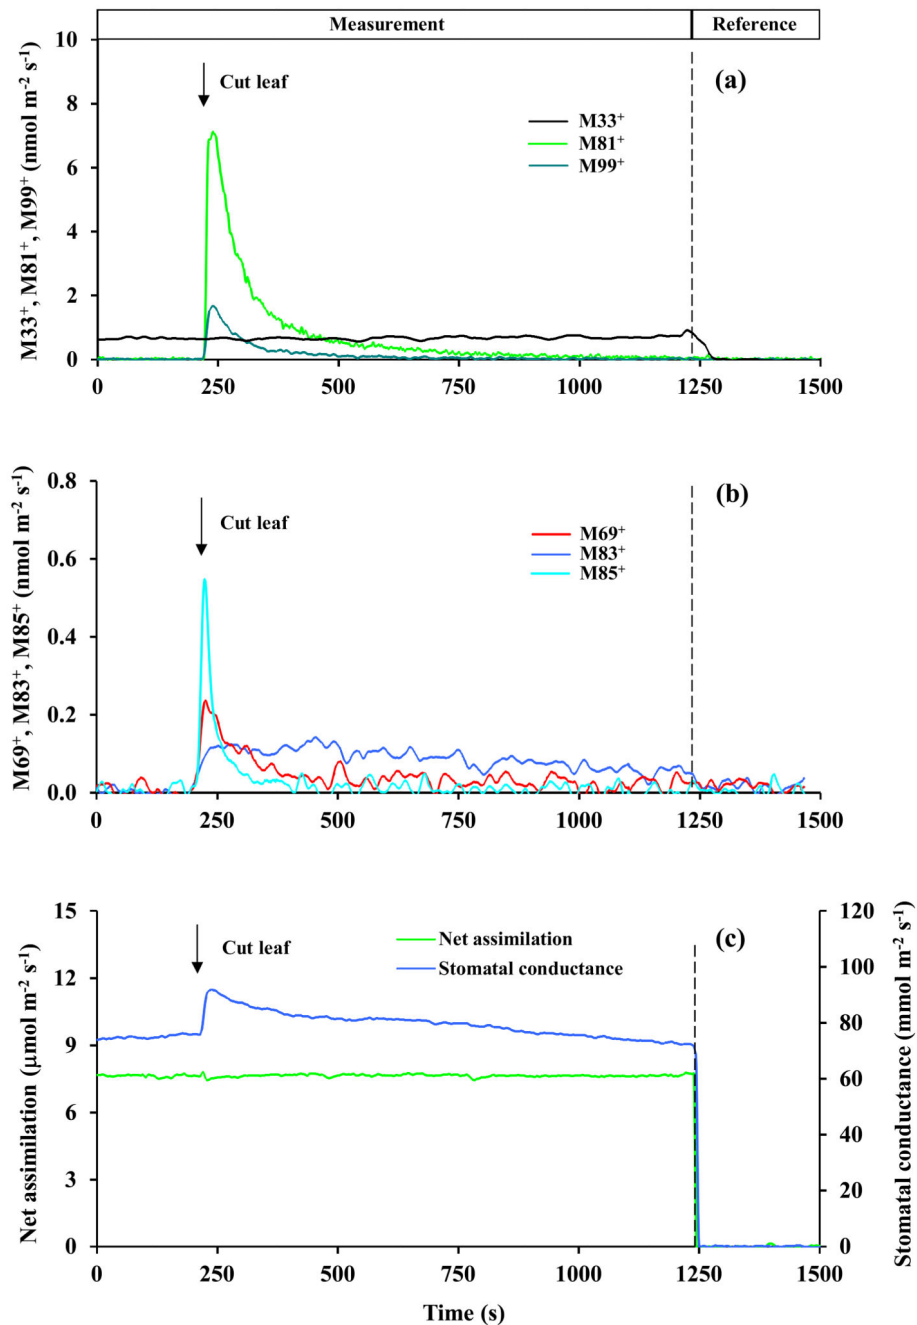 Measurement Reference
M33⁺, M81⁺, M99⁺ (nmol m⁻² s⁻¹)
10
8
6
4
2
0
Cut leaf
(a)
M33⁺
M81⁺
M99⁺
0 250 500 750 1000 1250 1500
M69⁺, M83⁺, M85⁺ (nmol m⁻² s⁻¹)
0.8
0.6
0.4
0.2
0.0
Cut leaf
(b)
M69⁺
M83⁺
M85⁺
0 250 500 750 1000 1250 1500
Net assimilation (µmol m⁻² s⁻¹)
15
12
9
6
3
0
Cut leaf
Net assimilation
Stomatal conductance
(c)
120
100
80
60
40
20
0
Stomatal conductance (mmol m⁻² s⁻¹)
0 250 500 750 1000 1250 1500
Time (s)